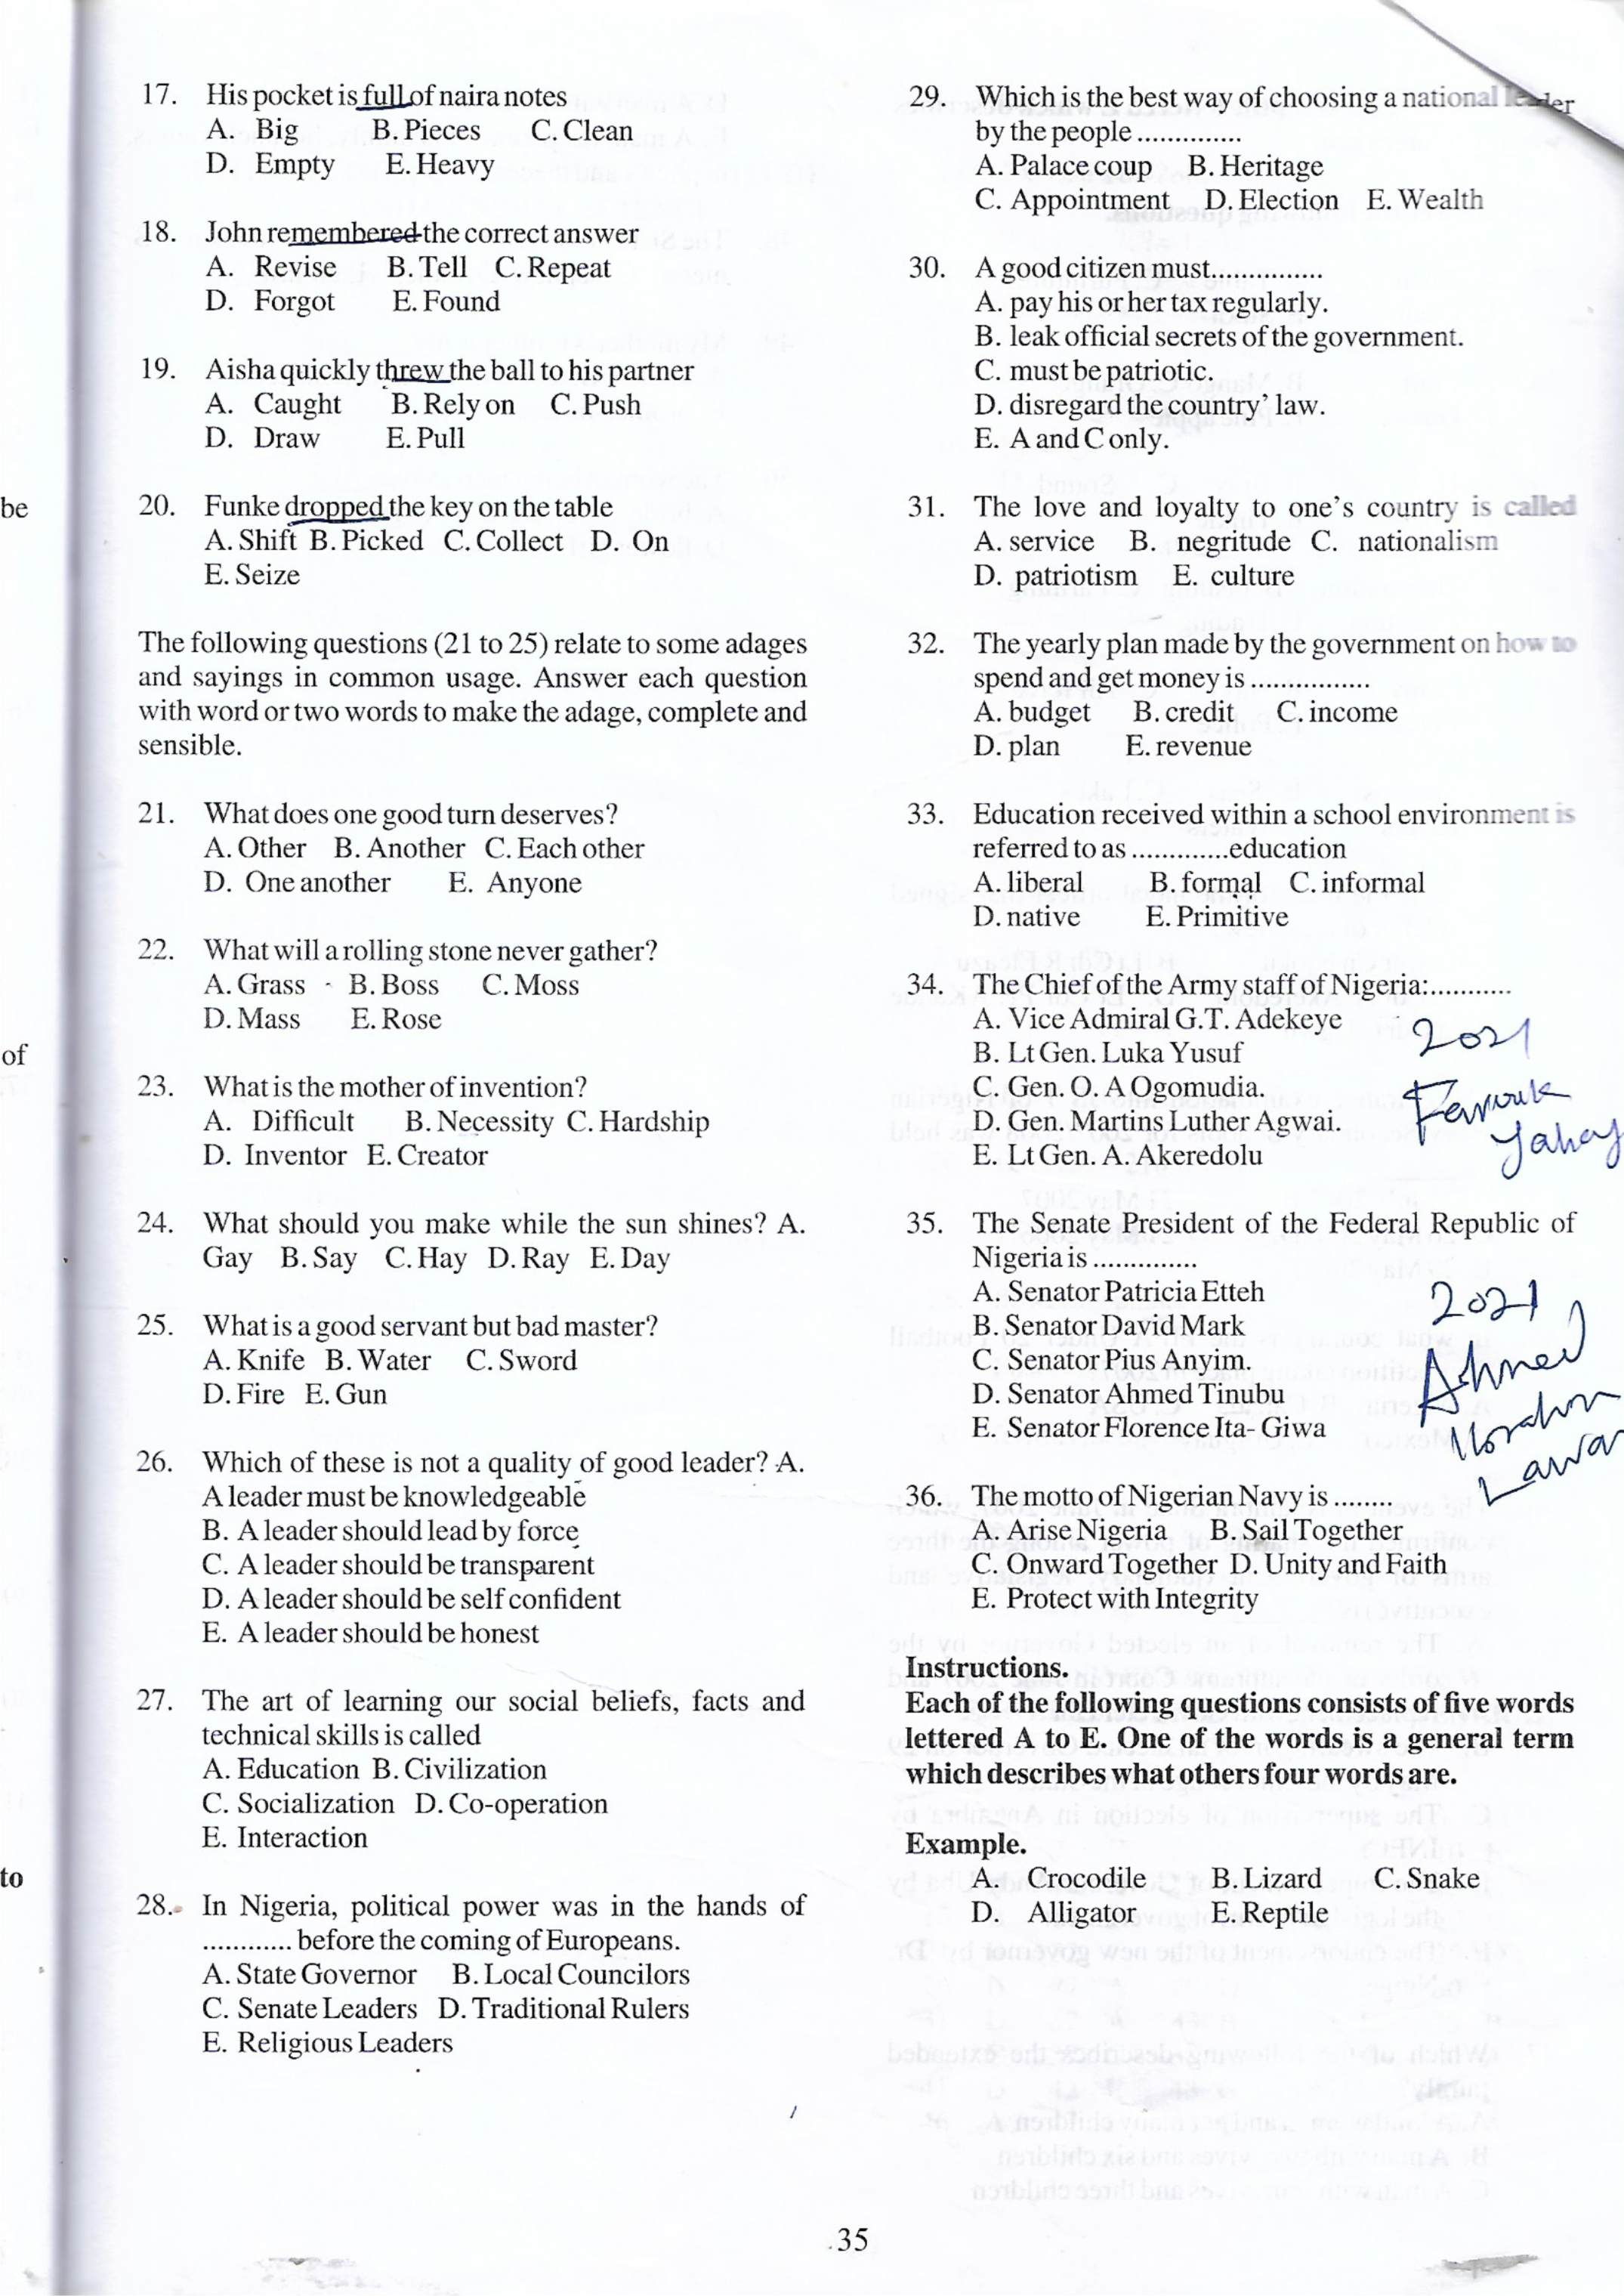 17. His pocket is full of naira notes
A. Big B. Pieces C. Clean
D. Empty E. Heavy
18. John remembered the correct answer
A. Revise B. Tell C. Repeat
D. Forgot E. Found
19. Aisha quickly threw the ball to his partner
A. Caught B. Rely on C. Push
D. Draw E. Pull
be
20. Funke dropped the key on the table
A. Shift B. Picked C. Collect D. On
E. Seize
The following questions (21 to 25) relate to some adages
and sayings in common usage. Answer each question
with word or two words to make the adage, complete and
sensible.
21. What does one good turn deserves?
A. Other B. Another C. Each other
D. One another E. Anyone
22. What will a rolling stone never gather?
A. Grass B. Boss C. Moss
D. Mass E. Rose
of
23. What is the mother of invention?
A. Difficult B. Necessity C. Hardship
D. Inventor E. Creator
24. What should you make while the sun shines? A.
Gay B. Say C. Hay D. Ray E. Day
25. What is a good servant but bad master?
A. Knife B. Water C. Sword
D. Fire E. Gun
26. Which of these is not a quality of good leader? A.
A leader must be knowledgeable
B. A leader should lead by force
C. A leader should be transparent
D. A leader should be self confident
E. A leader should be honest
27. The art of learning our social beliefs, facts and
technical skills is called
A. Education B. Civilization
C. Socialization D. Co-operation
E. Interaction
to
28. In Nigeria, political power was in the hands of
............ before the coming of Europeans.
A. State Governor B. Local Councilors
C. Senate Leaders D. Traditional Rulers
E. Religious Leaders
29. Which is the best way of choosing a national leader
by the people ..............
A. Palace coup B. Heritage
C. Appointment D. Election E. Wealth
30. A good citizen must...............
A. pay his or her tax regularly.
B. leak official secrets of the government.
C. must be patriotic.
D. disregard the country' law.
E. A and C only.
31. The love and loyalty to one's country is called
A. service B. negritude C. nationalism
D. patriotism E. culture
32. The yearly plan made by the government on how to
spend and get money is ................
A. budget B. credit C. income
D. plan E. revenue
33. Education received within a school environment is
referred to as .............education
A. liberal B. formal C. informal
D. native E. Primitive
34. The Chief of the Army staff of Nigeria:...........
A. Vice Admiral G.T. Adekeye
B. Lt Gen. Luka Yusuf
C. Gen. O. A Ogomudia.
D. Gen. Martins Luther Agwai.
E. Lt Gen. A. Akeredolu
2021
35. The Senate President of the Federal Republic of
Nigeria is ..............
A. Senator Patricia Etteh
B. Senator David Mark
C. Senator Pius Anyim.
D. Senator Ahmed Tinubu
E. Senator Florence Ita- Giwa
2021
Ahmed
36. The motto of Nigerian Navy is ........
A. Arise Nigeria B. Sail Together
C. Onward Together D. Unity and Faith
E. Protect with Integrity
Instructions.
Each of the following questions consists of five words
lettered A to E. One of the words is a general term
which describes what others four words are.
Example.
A. Crocodile B. Lizard C. Snake
D. Alligator E. Reptile
35